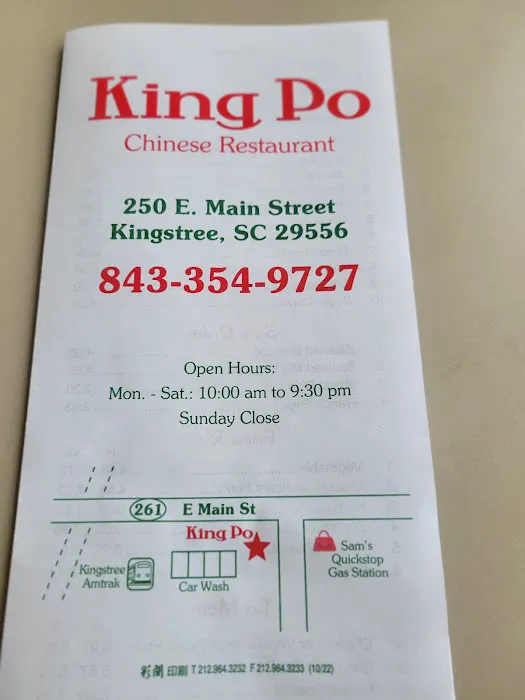 King Po
Chinese Restaurant
250 E. Main Street
Kingstree, SC 29556
843-354-9727
Open Hours:
Mon. - Sat.: 10:00 am to 9:30 pm
Sunday Close
261 E Main St
King Po
Kingstree
Amtrak
Car Wash
Sam's
Quickstop
Gas Station
印刷 T 212.964.3232 F 212.964.3233 (10/22)